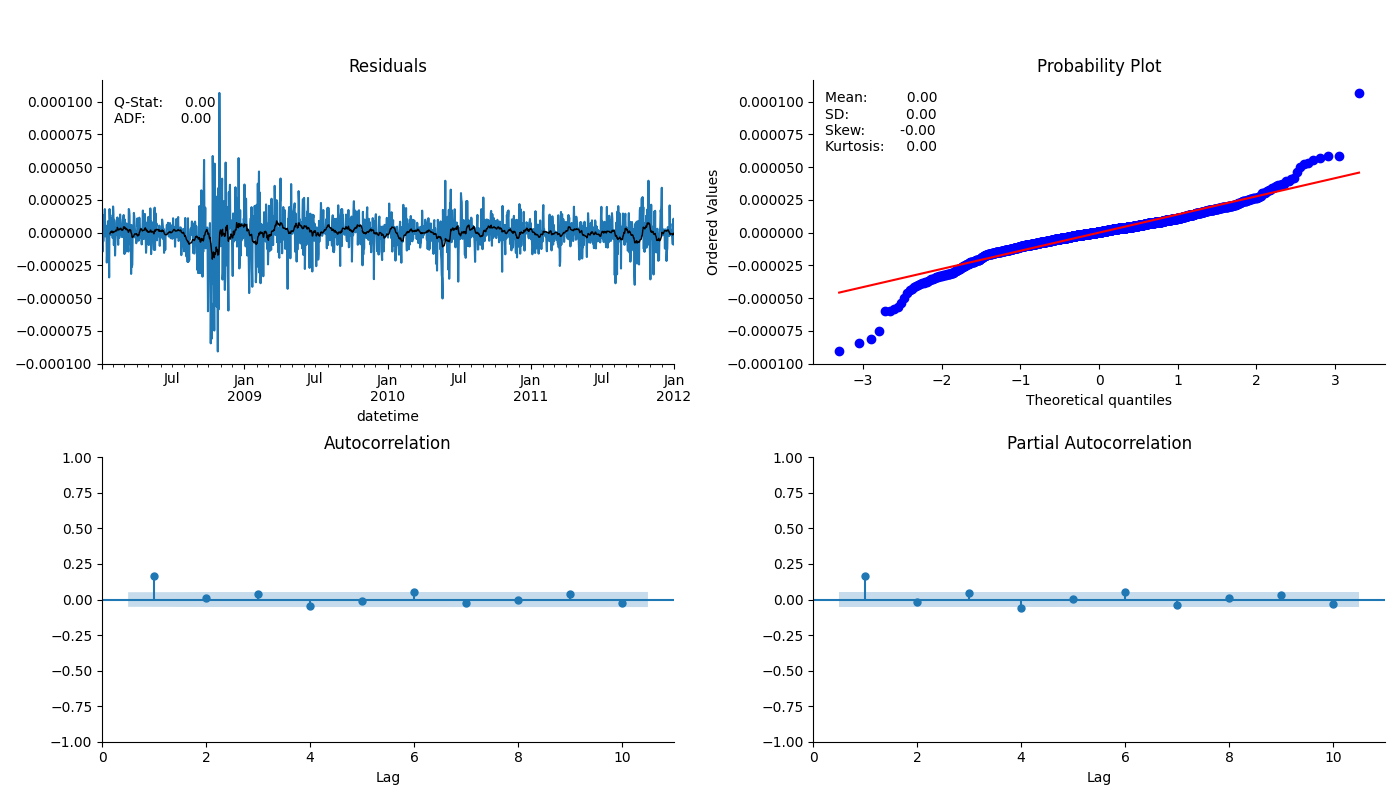 Residuals
Q-Stat: 0.00
ADF: 0.00
0.000100
0.000075
0.000050
0.000025
0.000000
−0.000025
−0.000050
−0.000075
−0.000100
Jul Jan Jul Jan Jul Jan Jul Jan
2009 2010 2011 2012
datetime
Probability Plot
Mean: 0.00
SD: 0.00
Skew: -0.00
Kurtosis: 0.00
Ordered Values
0.000100
0.000075
0.000050
0.000025
0.000000
−0.000025
−0.000050
−0.000075
−0.000100
−3 −2 −1 0 1 2 3
Theoretical quantiles
Autocorrelation
1.00
0.75
0.50
0.25
0.00
−0.25
−0.50
−0.75
−1.00
0 2 4 6 8 10
Lag
Partial Autocorrelation
1.00
0.75
0.50
0.25
0.00
−0.25
−0.50
−0.75
−1.00
0 2 4 6 8 10
Lag